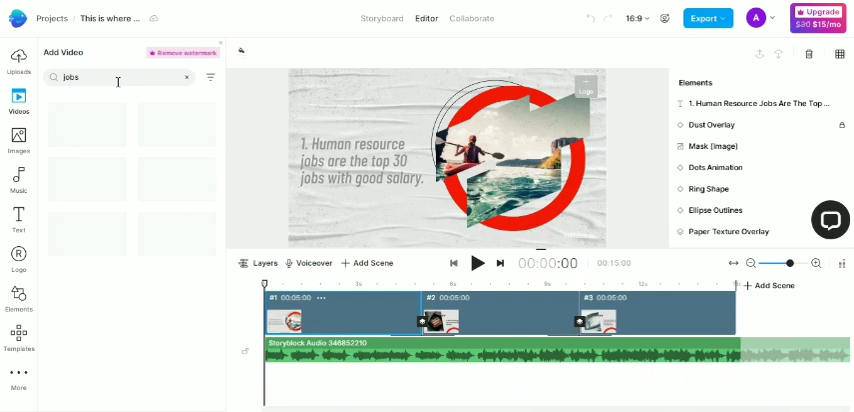 Projects This is where ... Storyboard Editor Collaborate 16:9 Export A Upgrade
$30 $15/mo
Add Video Remove watermark
Uploads
jobs
Videos
Images
Music
Text
Logo
Elements
Templates
More
Logo
1. Human resource
jobs are the top 30
jobs with good salary.
Elements
1. Human Resource Jobs Are The Top ...
Dust Overlay
Mask (Image)
Dots Animation
Ring Shape
Ellipse Outlines
Paper Texture Overlay
Layers Voiceover Add Scene 00:00:00 00:15:00
3s 6s 9s 12s
Add Scene
#1 00:05:00 #2 00:05:00 #3 00:05:00
Storyblock Audio 346852210